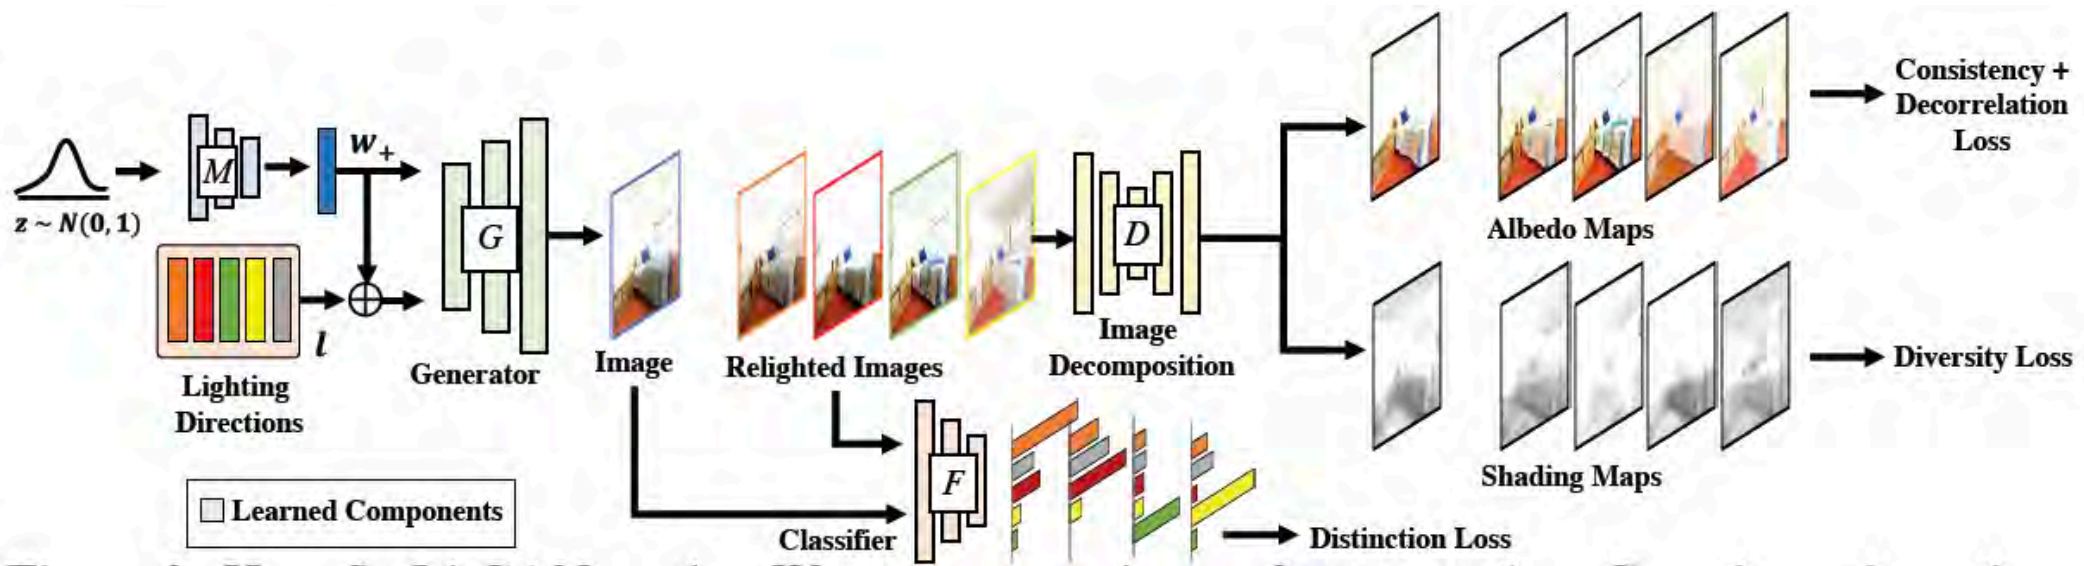 z ~ N(0,1)
M
w+
Lighting
Directions
l
G
Generator
Image
Relighted Images
D
Image
Decomposition
Albedo Maps
Consistency +
Decorrelation
Loss
Shading Maps
Diversity Loss
F
Classifier
Distinction Loss
Learned Components